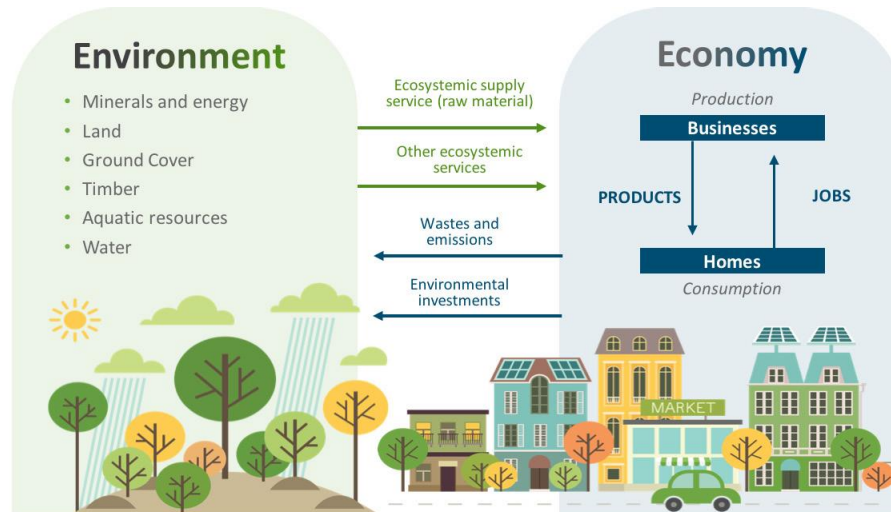 Environment
• Minerals and energy
• Land
• Ground Cover
• Timber
• Aquatic resources
• Water
Ecosystemic supply
service (raw material)
Other ecosystemic
services
Wastes and
emissions
Environmental
investments
Economy
Production
Businesses
PRODUCTS
JOBS
Homes
Consumption
MARKET